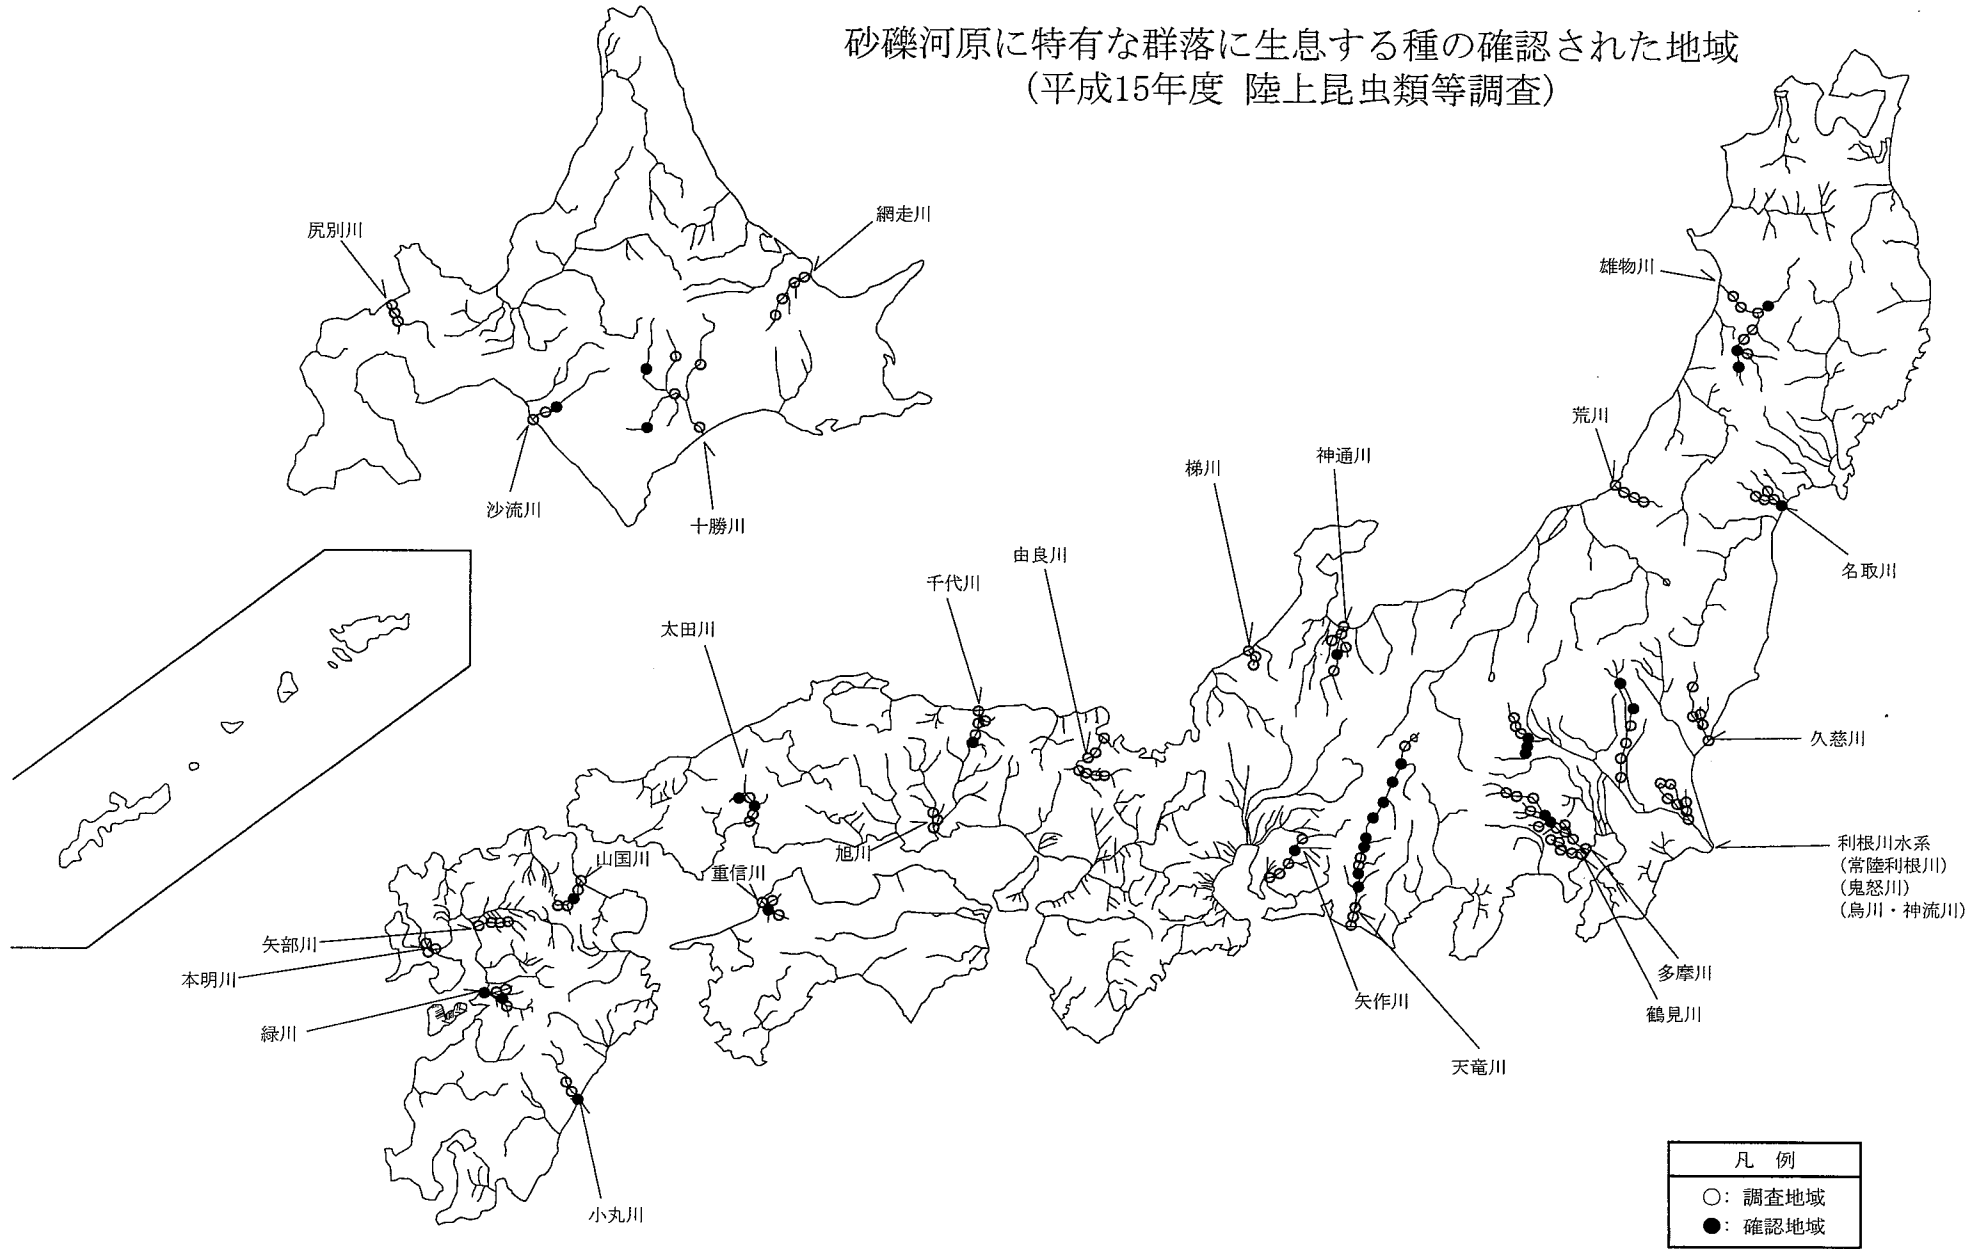 砂礫河原に特有な群落に生息する種の確認された地域
(平成15年度 陸上昆虫類等調査)
尻別川
網走川
沙流川
十勝川
雄物川
荒川
名取川
梯川
神通川
由良川
千代川
太田川
久慈川
利根川水系
(常陸利根川)
(鬼怒川)
(烏川・神流川)
旭川
山国川
重信川
矢部川
本明川
緑川
小丸川
多摩川
鶴見川
矢作川
天竜川
凡 例
○: 調査地域
●: 確認地域